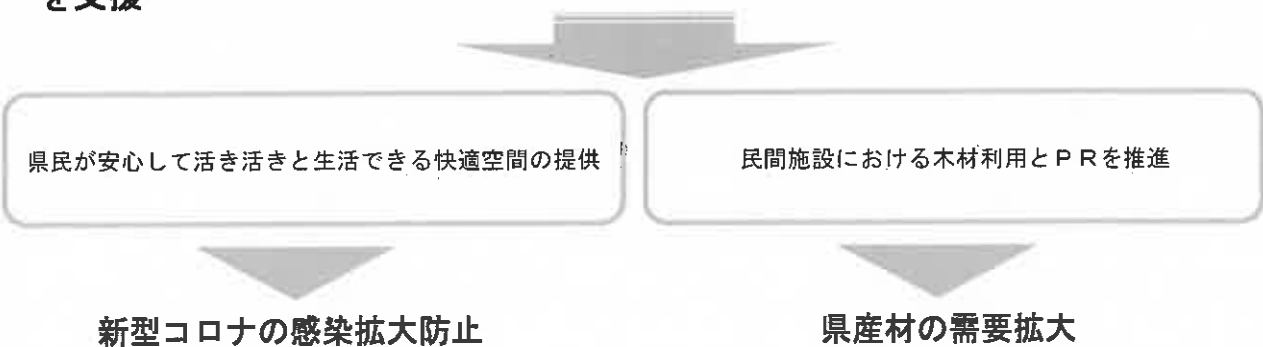 を支援
県民が安心して活き活きと生活できる快適空間の提供
民間施設における木材利用とPRを推進
新型コロナの感染拡大防止
県産材の需要拡大